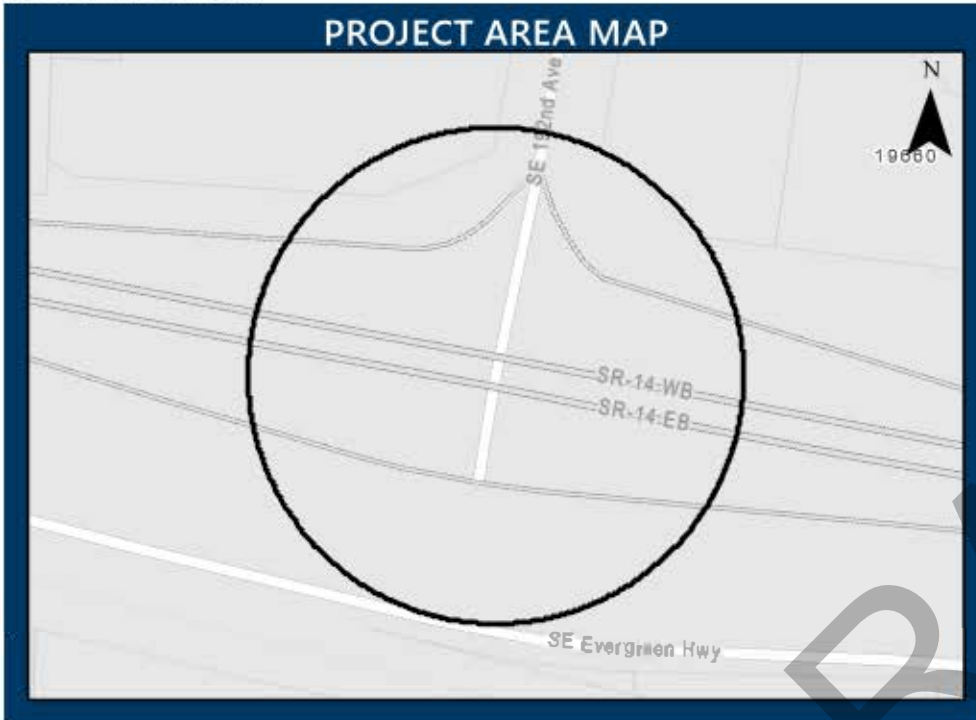 PROJECT AREA MAP
N
19660
SE 192nd Ave
SR-14 WB
SR-14 EB
SE Evergreen Hwy